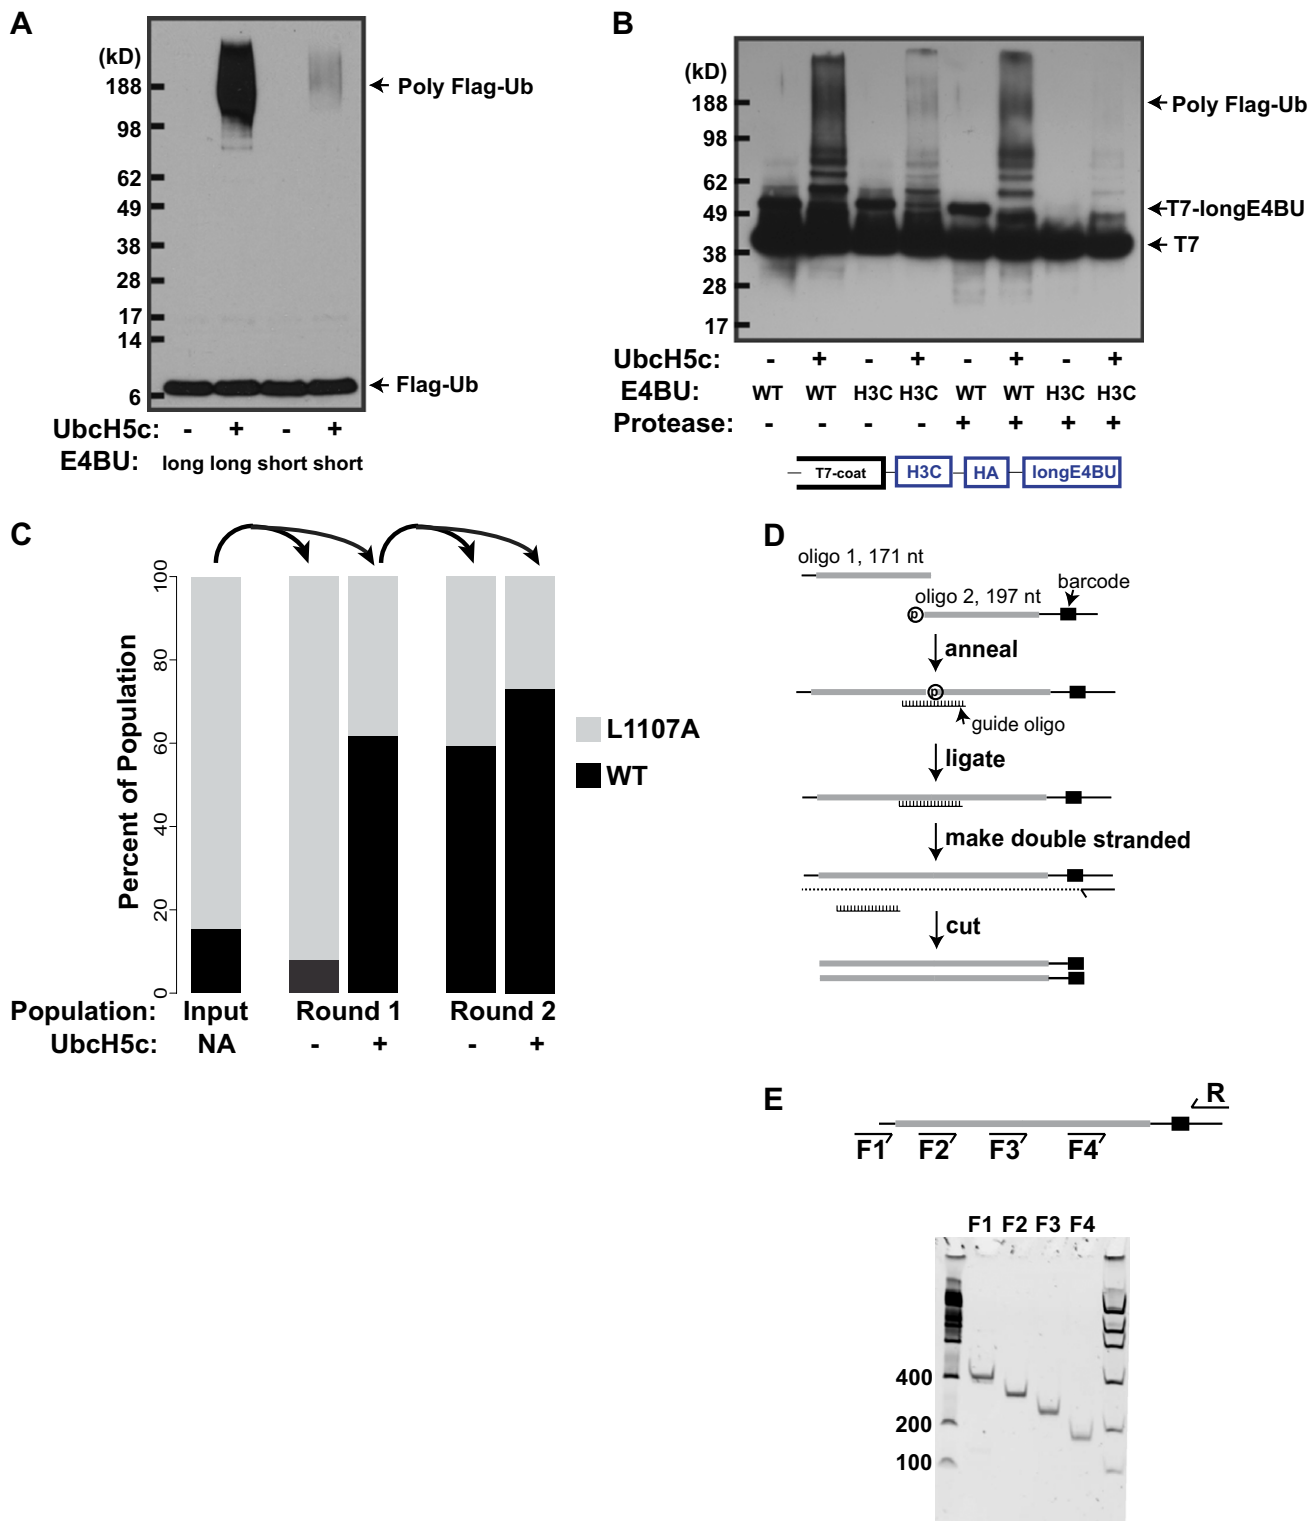 A
(kD)
188
98
62
49
38
28
17
14
6
Poly Flag-Ub
Flag-Ub
UbcH5c: - + - +
E4BU: long long short short
B
(kD)
188
98
62
49
38
28
17
Poly Flag-Ub
T7-longE4BU
T7
UbcH5c: - + - + - + - +
E4BU: WT WT H3C H3C WT WT H3C H3C
Protease: - - - - + + + +
T7-coat H3C HA longE4BU
C
Percent of Population
100
80
60
40
20
0
L1107A
WT
Population: Input Round 1 Round 2
UbcH5c: NA - + - +
D
oligo 1, 171 nt
oligo 2, 197 nt
barcode
p
anneal
p
guide oligo
ligate
make double stranded
cut
E
R
F1 F2 F3 F4
F1 F2 F3 F4
400
200
100